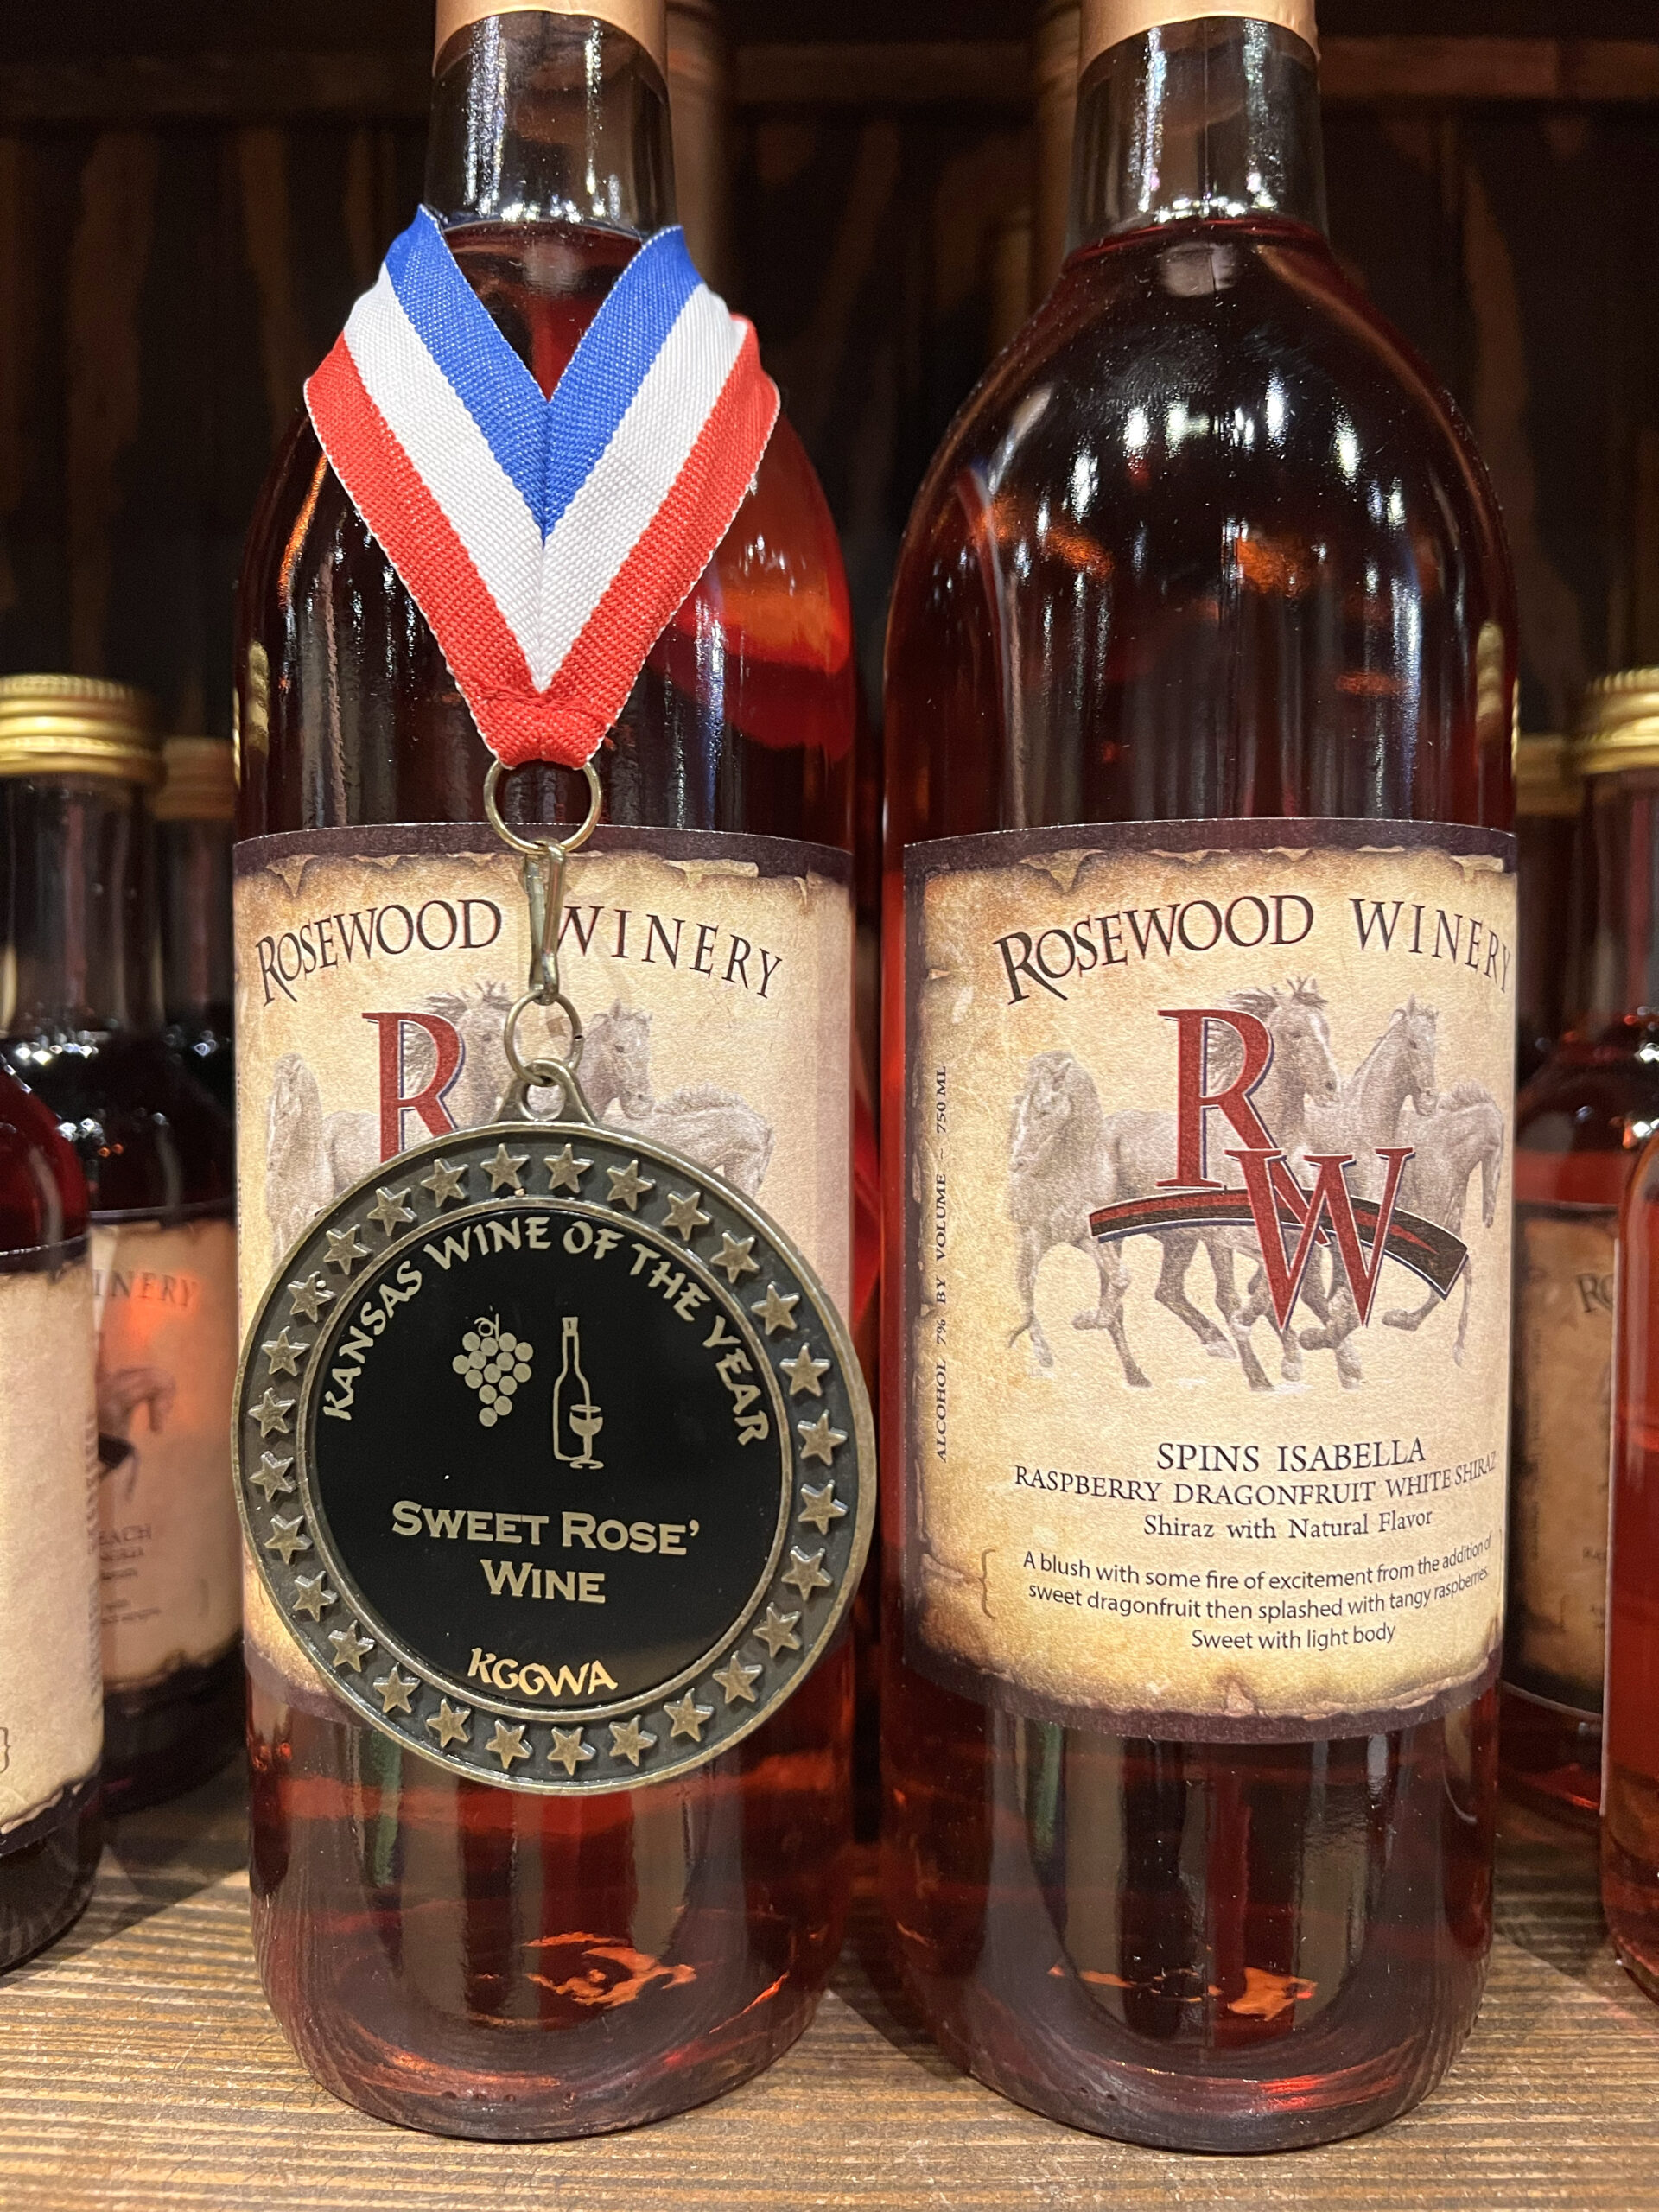 ROSEWOOD WINERY
R
KANSAS WINE OF THE YEAR
SWEET ROSE'
WINE
KGGWA
ROSEWOOD WINERY
RW
ALCOHOL 7% BY VOLUME ~ 750 ML
SPINS ISABELLA
RASPBERRY DRAGONFRUIT WHITE SHIRAZ
Shiraz with Natural Flavor
A blush with some fire of excitement from the addition of
sweet dragonfruit then splashed with tangy raspberries.
Sweet with light body
INERY
EACH